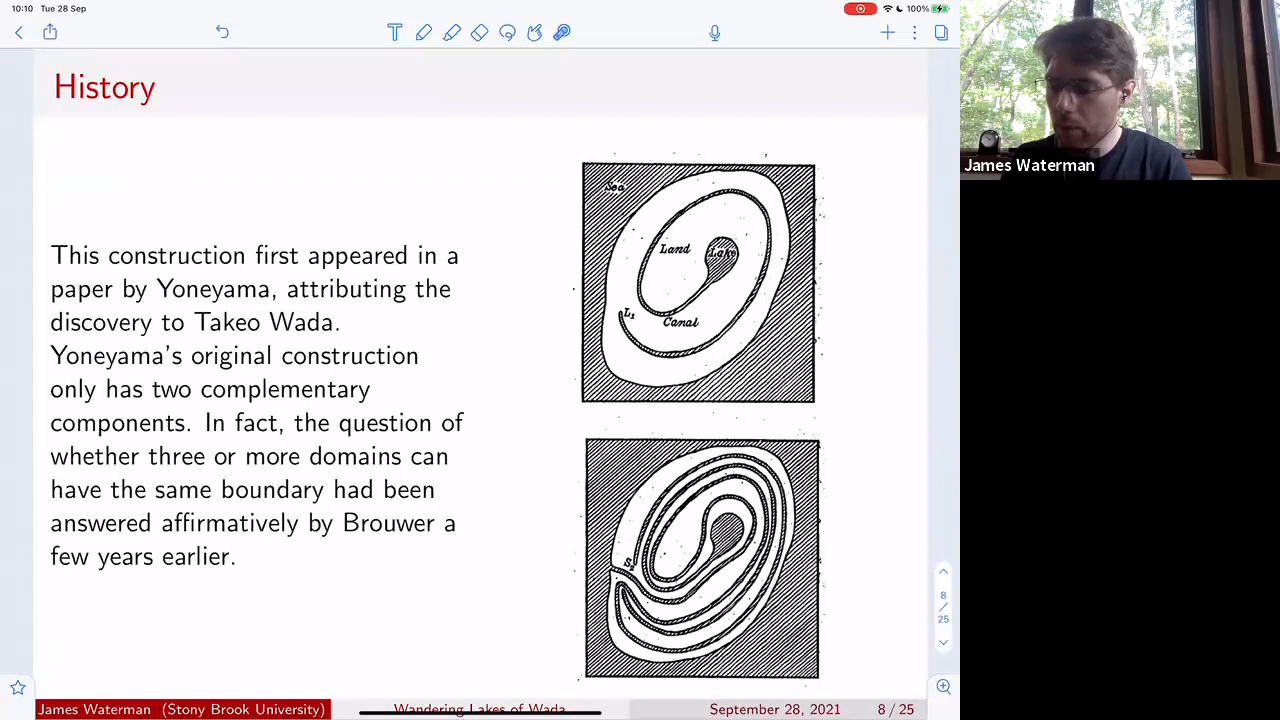 10:10 Tue 28 Sep
100%
History
This construction first appeared in a
paper by Yoneyama, attributing the
discovery to Takeo Wada.
Yoneyama's original construction
only has two complementary
components. In fact, the question of
whether three or more domains can
have the same boundary had been
answered affirmatively by Brouwer a
few years earlier.
Sea
Land
Lake
L₁
Canal
8
/
25
James Waterman (Stony Brook University)
Wandering Lakes of Wada
September 28, 2021
8 / 25
James Waterman